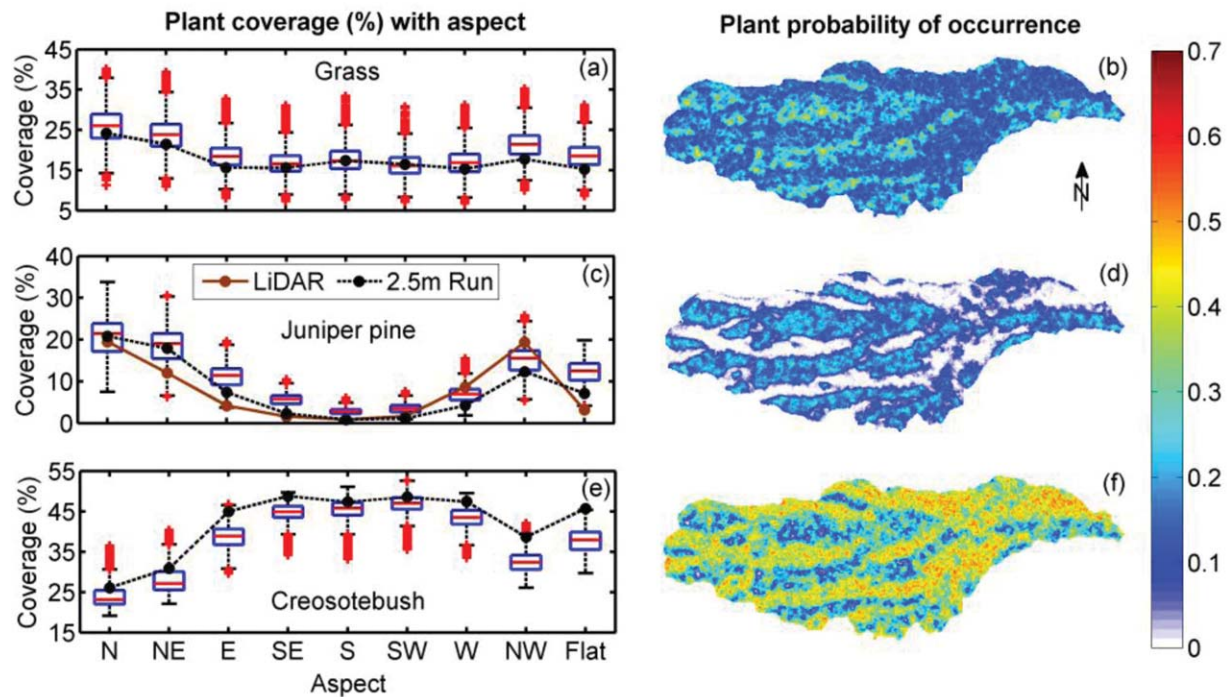 Plant coverage (%) with aspect
Plant probability of occurrence
Coverage (%)
45
35
25
15
5
Grass
(a)
(b)
N
Coverage (%)
40
30
20
10
0
LiDAR
2.5m Run
Juniper pine
(c)
(d)
Coverage (%)
55
45
35
25
15
Creosotebush
(e)
(f)
N NE E SE S SW W NW Flat
Aspect
0.7
0.6
0.5
0.4
0.3
0.2
0.1
0